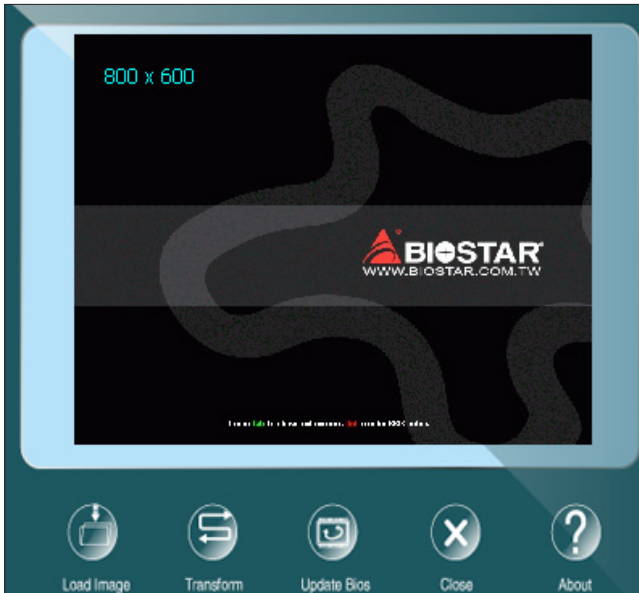 800 x 600
BIOSTAR
WWW.BIOSTAR.COM.TW
Load Image Transform Update Bios Close About